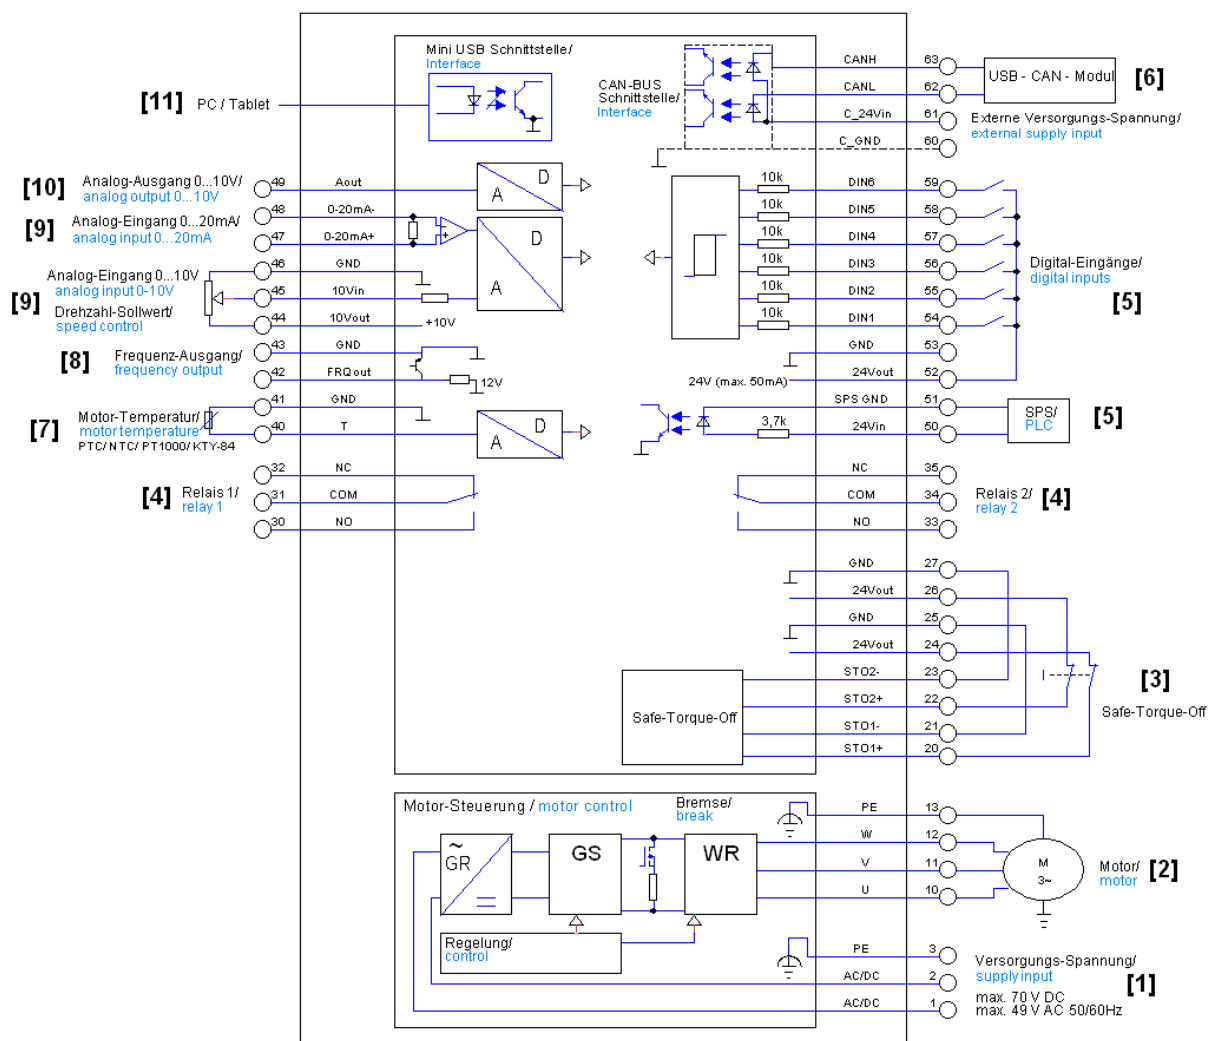 Mini USB Schnittstelle/
Interface
[11] PC / Tablet
CAN-BUS
Schnittstelle/
Interface
CANH 63
CANL 62
C_24Vin 61
C_GND 60
USB - CAN - Modul
[6]
Externe Versorgungs-Spannung/
external supply input
[10] Analog-Ausgang 0...10V/
analog output 0...10V
49 Aout
A D
[9] Analog-Eingang 0...20mA/
analog input 0...20mA
48 0-20mA-
47 0-20mA+
- +
D
A
Analog-Eingang 0...10V
analog input 0-10V
[9] Drehzahl-Sollwert/
speed control
46 GND
45 10Vin
44 10Vout +10V
[8] Frequenz-Ausgang/
frequency output
43 GND
42 FRQout 12V
[7] Motor-Temperatur/
motor temperature
PTC/ NTC/ PT1000/ KTY-84
41 GND
40 T
A D
[4] Relais 1/
relay 1
32 NC
31 COM
30 NO
10k DIN6 59
10k DIN5 58
10k DIN4 57
10k DIN3 56
10k DIN2 55
10k DIN1 54
GND 53
24V (max. 50mA) 24Vout 52
Digital-Eingänge/
digital inputs
[5]
SPS GND 51
3,7k 24Vin 50
SPS/
PLC
[5]
NC 35
COM 34
NO 33
Relais 2/
relay 2
[4]
GND 27
24Vout 26
GND 25
24Vout 24
STO2- 23
STO2+ 22
STO1- 21
STO1+ 20
Safe-Torque-Off
[3]
Safe-Torque-Off
Motor-Steuerung / motor control
Bremse/
break
~
GR
=
GS
WR
Regelung/
control
PE 13
W 12
V 11
U 10
M
3~
Motor/
motor
[2]
PE 3
AC/DC 2
AC/DC 1
Versorgungs-Spannung/
supply input
[1]
max. 70 V DC
max. 49 V AC 50/60Hz